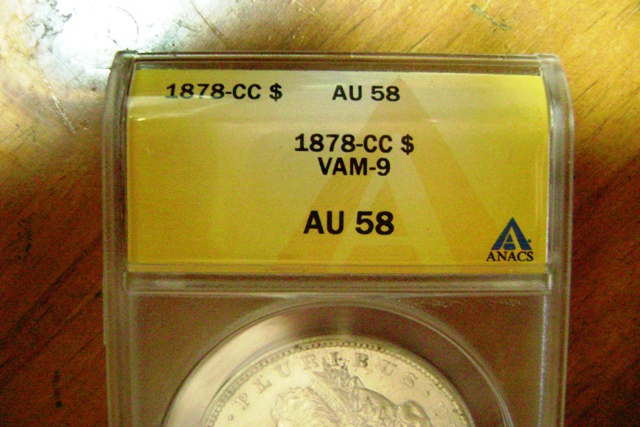 1878-CC $ AU 58
1878-CC $
VAM-9
AU 58
ANACS
PLURIBUS